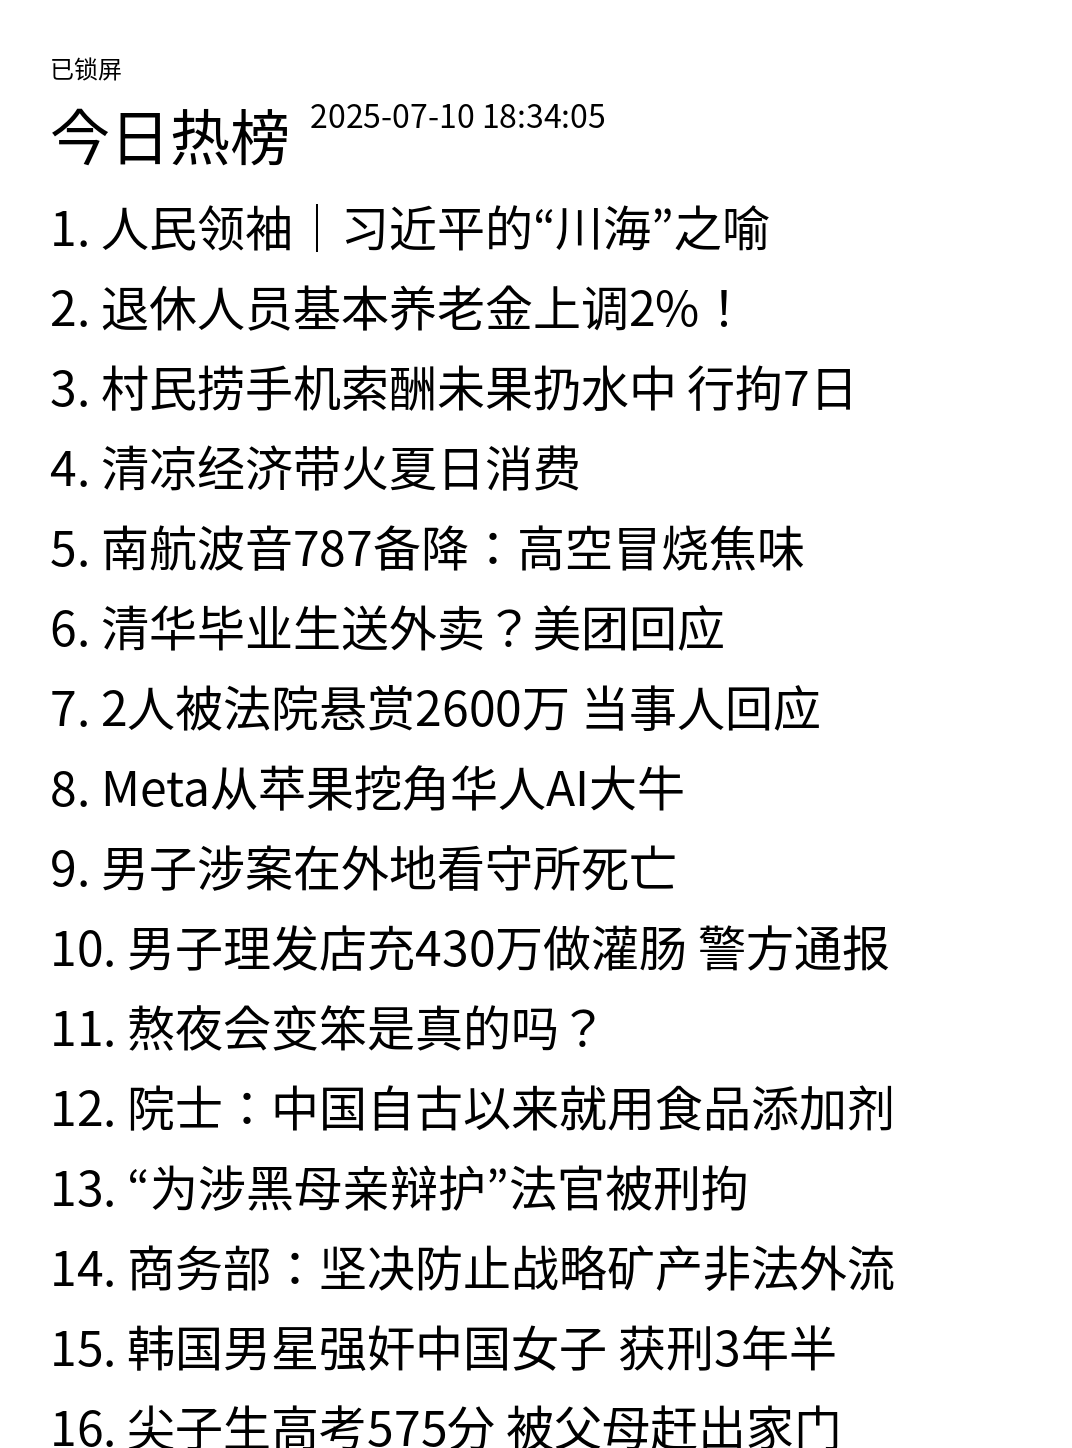 已锁屏
今日热榜 2025-07-10 18:34:05
1. 人民领袖｜习近平的“川海”之喻
2. 退休人员基本养老金上调2%！
3. 村民捞手机索酬未果扔水中 行拘7日
4. 清凉经济带火夏日消费
5. 南航波音787备降：高空冒烧焦味
6. 清华毕业生送外卖？美团回应
7. 2人被法院悬赏2600万 当事人回应
8. Meta从苹果挖角华人AI大牛
9. 男子涉案在外地看守所死亡
10. 男子理发店充430万做灌肠 警方通报
11. 熬夜会变笨是真的吗？
12. 院士：中国自古以来就用食品添加剂
13. “为涉黑母亲辩护”法官被刑拘
14. 商务部：坚决防止战略矿产非法外流
15. 韩国男星强奸中国女子 获刑3年半
16. 尖子生高考575分 被父母赶出家门